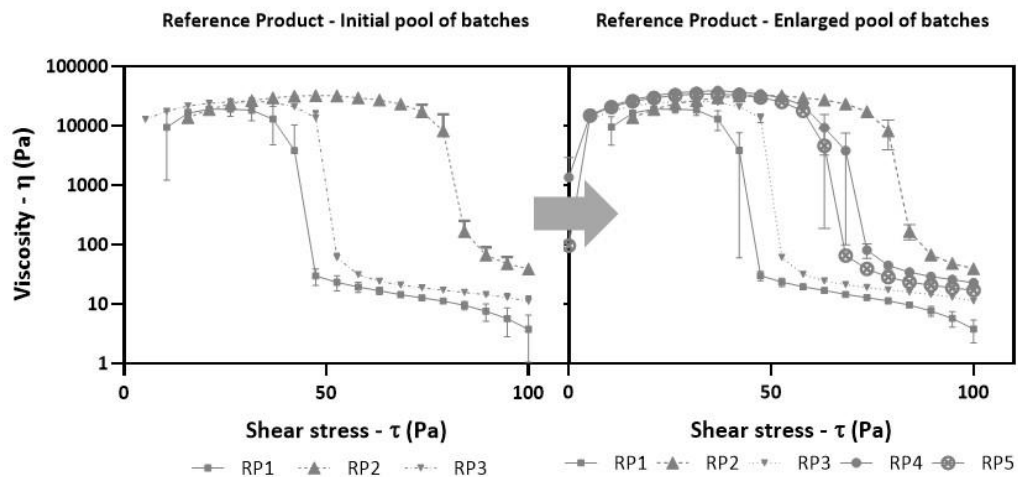 Reference Product - Initial pool of batches
Reference Product - Enlarged pool of batches
Viscosity - η (Pa)
100000
10000
1000
100
10
1
0
50
100
0
50
100
Shear stress - τ (Pa)
Shear stress - τ (Pa)
RP1
RP2
RP3
RP1
RP2
RP3
RP4
RP5